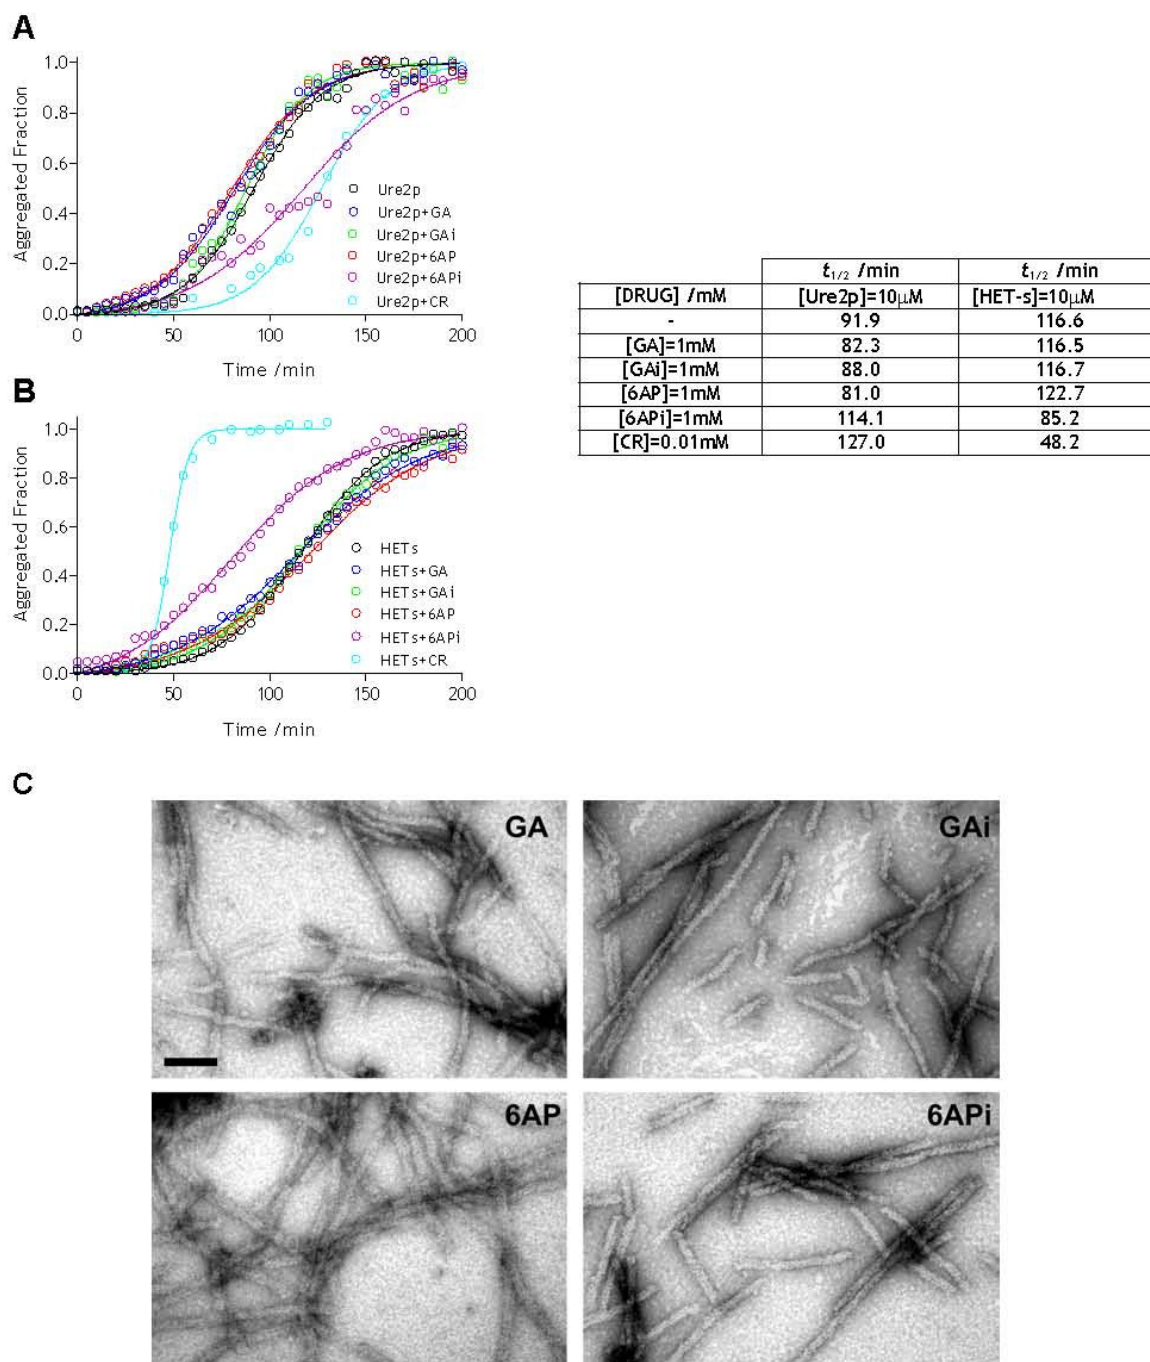 A
Aggregated Fraction
1.0
0.8
0.6
0.4
0.2
0.0
Ure2p
Ure2p+GA
Ure2p+GAi
Ure2p+6AP
Ure2p+6APi
Ure2p+CR
0 50 100 150 200
Time /min
t1/2 /min t1/2 /min
[DRUG] /mM [Ure2p]=10μM [HET-s]=10μM
- 91.9 116.6
[GA]=1mM 82.3 116.5
[GAi]=1mM 88.0 116.7
[6AP]=1mM 81.0 122.7
[6APi]=1mM 114.1 85.2
[CR]=0.01mM 127.0 48.2
B
Aggregated Fraction
1.0
0.8
0.6
0.4
0.2
0.0
HETs
HETs+GA
HETs+GAi
HETs+6AP
HETs+6APi
HETs+CR
0 50 100 150 200
Time /min
C
GA GAi
6AP 6APi